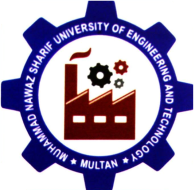 MUHAMMAD NAWAZ SHARIF UNIVERSITY OF ENGINEERING AND TECHNOLOGY
★ MULTAN ★